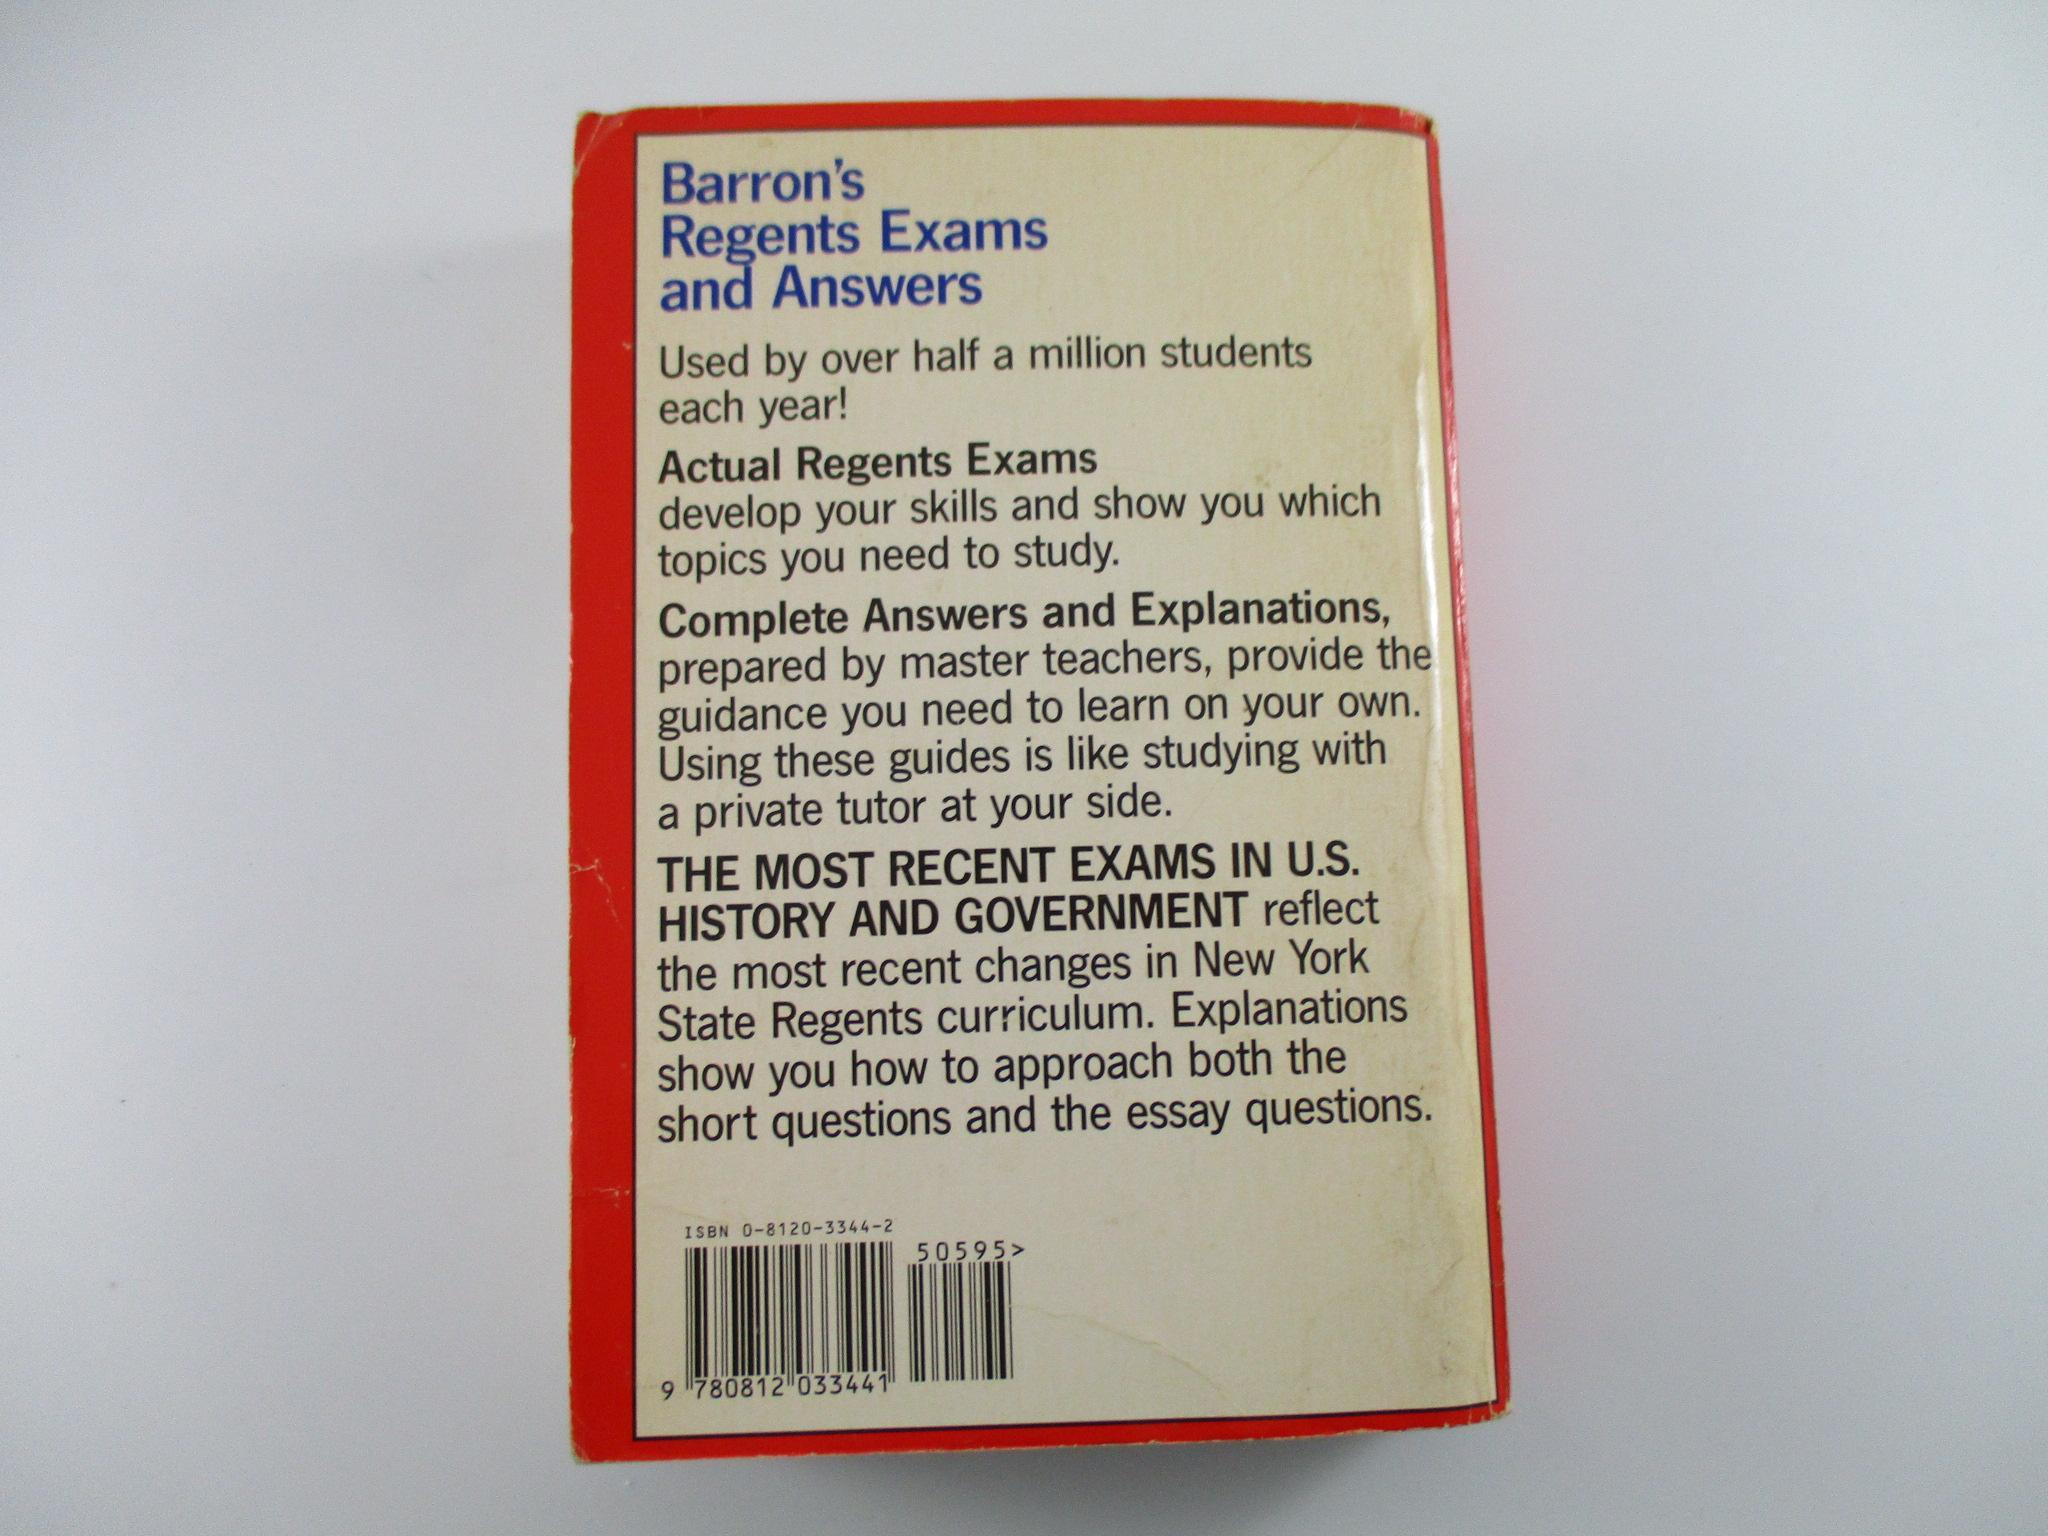 Barron's
Regents Exams
and Answers
Used by over half a million students
each year!
Actual Regents Exams
develop your skills and show you which
topics you need to study.
Complete Answers and Explanations,
prepared by master teachers, provide the
guidance you need to learn on your own.
Using these guides is like studying with
a private tutor at your side.
THE MOST RECENT EXAMS IN U.S.
HISTORY AND GOVERNMENT reflect
the most recent changes in New York
State Regents curriculum. Explanations
show you how to approach both the
short questions and the essay questions.
ISBN 0-8120-3344-2
50595>
9 780812 033441